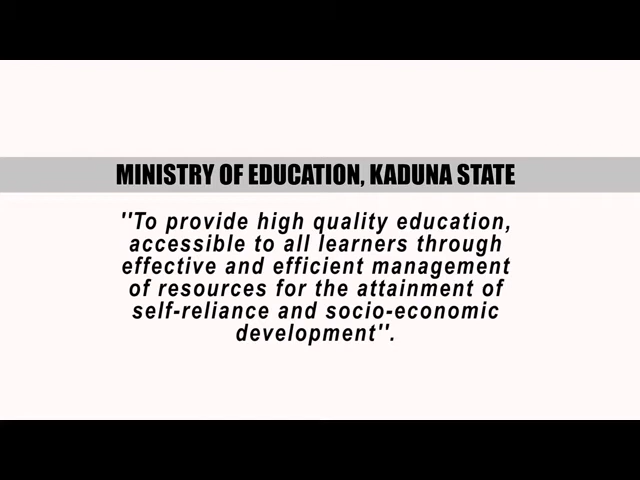 MINISTRY OF EDUCATION, KADUNA STATE
''To provide high quality education,
accessible to all learners through
effective and efficient management
of resources for the attainment of
self-reliance and socio-economic
development''.